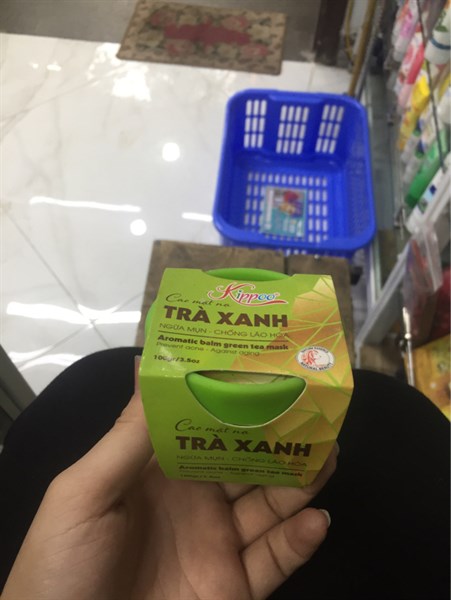 Kippoo
Cao mặt nạ
TRÀ XANH
NGỪA MỤN - CHỐNG LÃO HÓA
Aromatic balm green tea mask
Prevent acne - Against aging
100g/3.5oz
Cao mặt nạ
TRÀ XANH
NGỪA MỤN - CHỐNG LÃO HÓA
Aromatic balm green tea mask